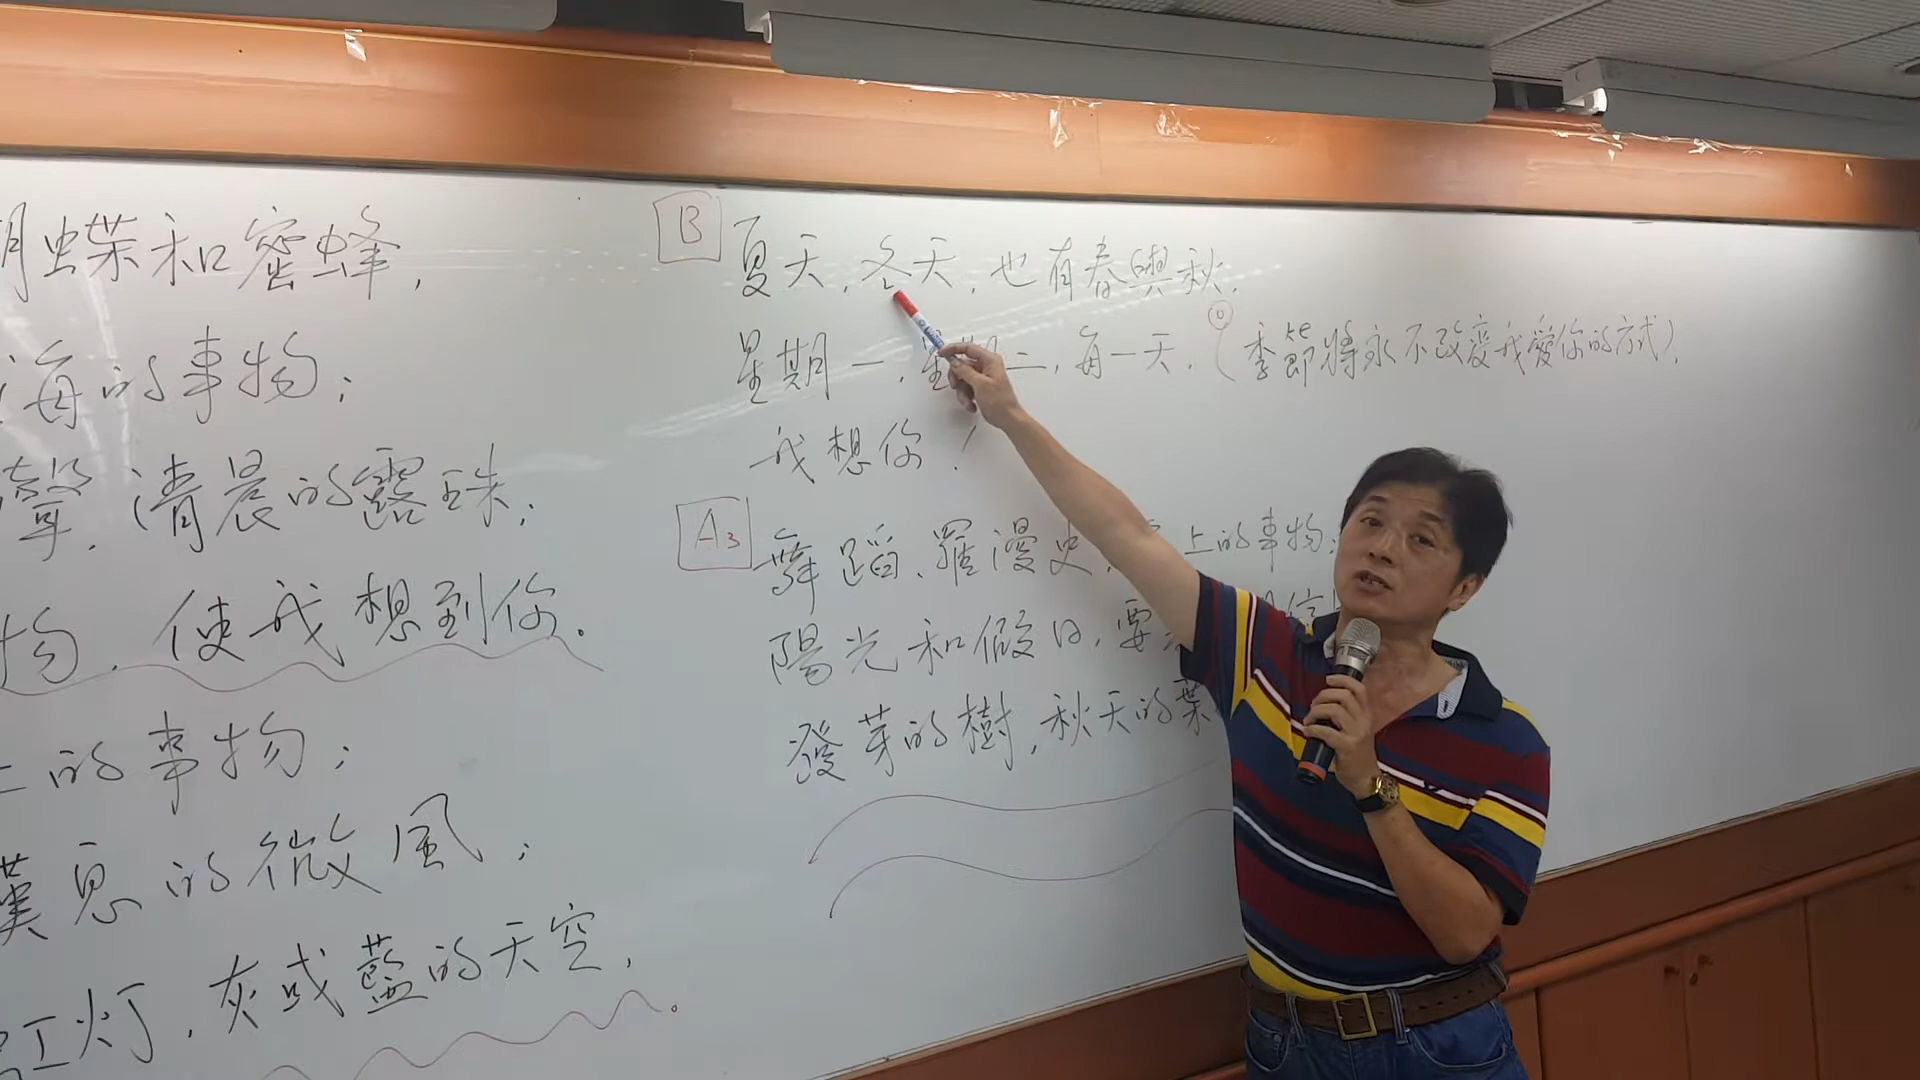 蝶和蜜蜂,
海的事物;
聲,清晨的露珠;
物,使我想到你。
上的事物;
嘆息的微風;
紅灯,灰或藍的天空,
B
夏天,冬天,也有春與秋,
星期一,星期二,每一天,(季節將永不改變我愛你的方式),
我想你!
A3
舞蹈、羅漫史,上的事物;
陽光和假日,要
發芽的樹,秋天的葉